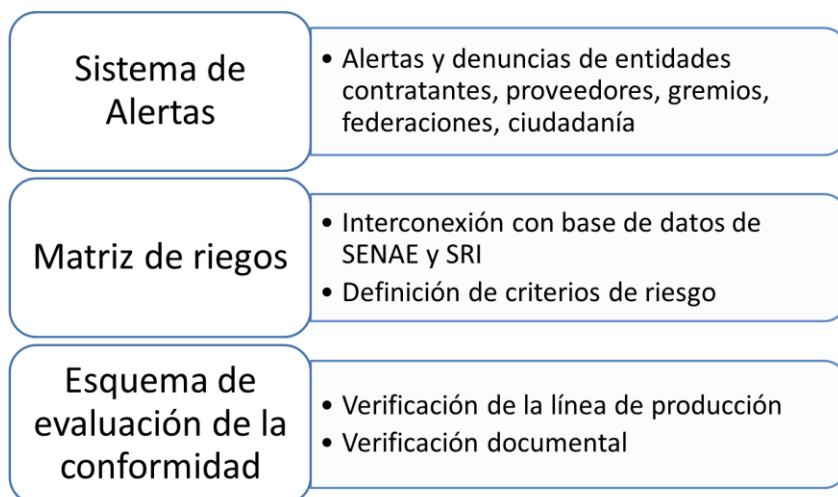 Sistema de
Alertas
• Alertas y denuncias de entidades
contratantes, proveedores, gremios,
federaciones, ciudadanía
Matriz de riegos
• Interconexión con base de datos de
SENAE y SRI
• Definición de criterios de riesgo
Esquema de
evaluación de la
conformidad
• Verificación de la línea de producción
• Verificación documental